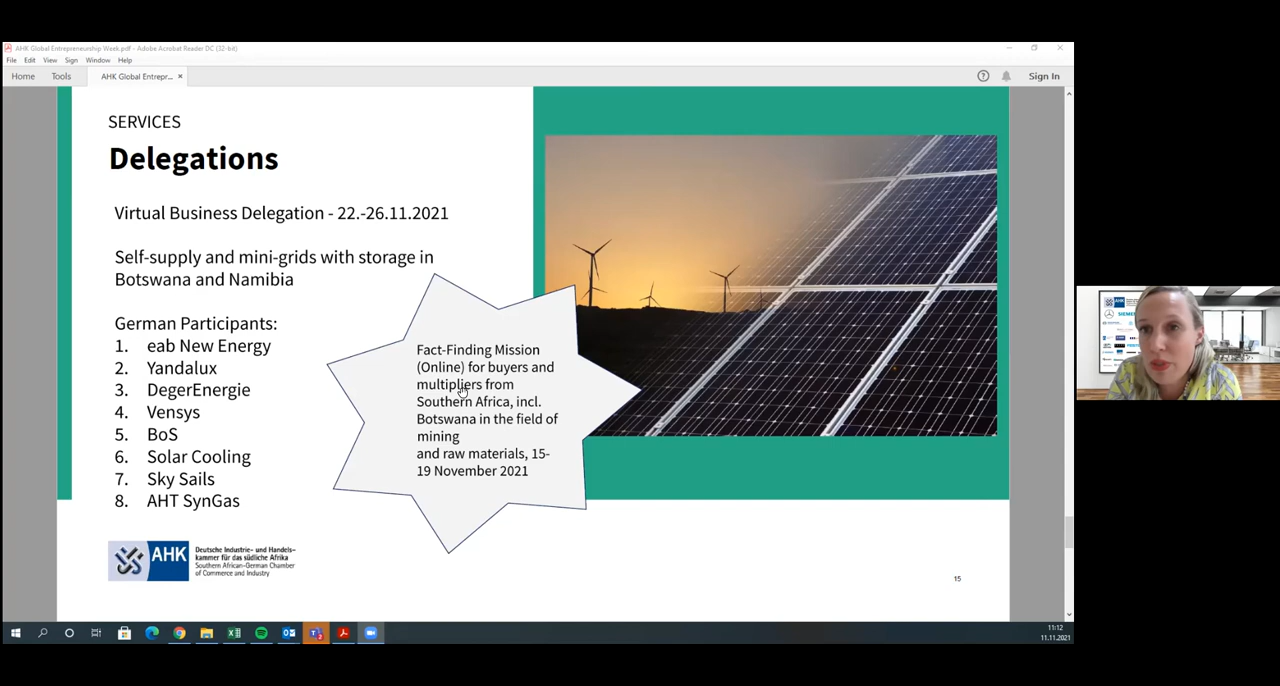 AHK Global Entrepreneurship Week.pdf - Adobe Acrobat Reader DC (32-bit)
File Edit View Sign Window Help
Home Tools AHK Global Entrepr... × Sign In
SERVICES
Delegations
Virtual Business Delegation - 22.-26.11.2021
Self-supply and mini-grids with storage in
Botswana and Namibia
German Participants:
1. eab New Energy
2. Yandalux
3. DegerEnergie
4. Vensys
5. BoS
6. Solar Cooling
7. Sky Sails
8. AHT SynGas
Fact-Finding Mission
(Online) for buyers and
multipliers from
Southern Africa, incl.
Botswana in the field of
mining
and raw materials, 15-
19 November 2021
AHK
Deutsche Industrie- und Handels-
kammer für das südliche Afrika
Southern African-German Chamber
of Commerce and Industry
15
AHK
SIEMENS
11:12
11.11.2021